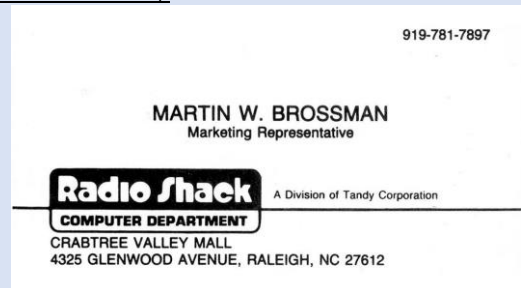 919-781-7897
MARTIN W. BROSSMAN
Marketing Representative
Radio Shack
A Division of Tandy Corporation
COMPUTER DEPARTMENT
CRABTREE VALLEY MALL
4325 GLENWOOD AVENUE, RALEIGH, NC 27612